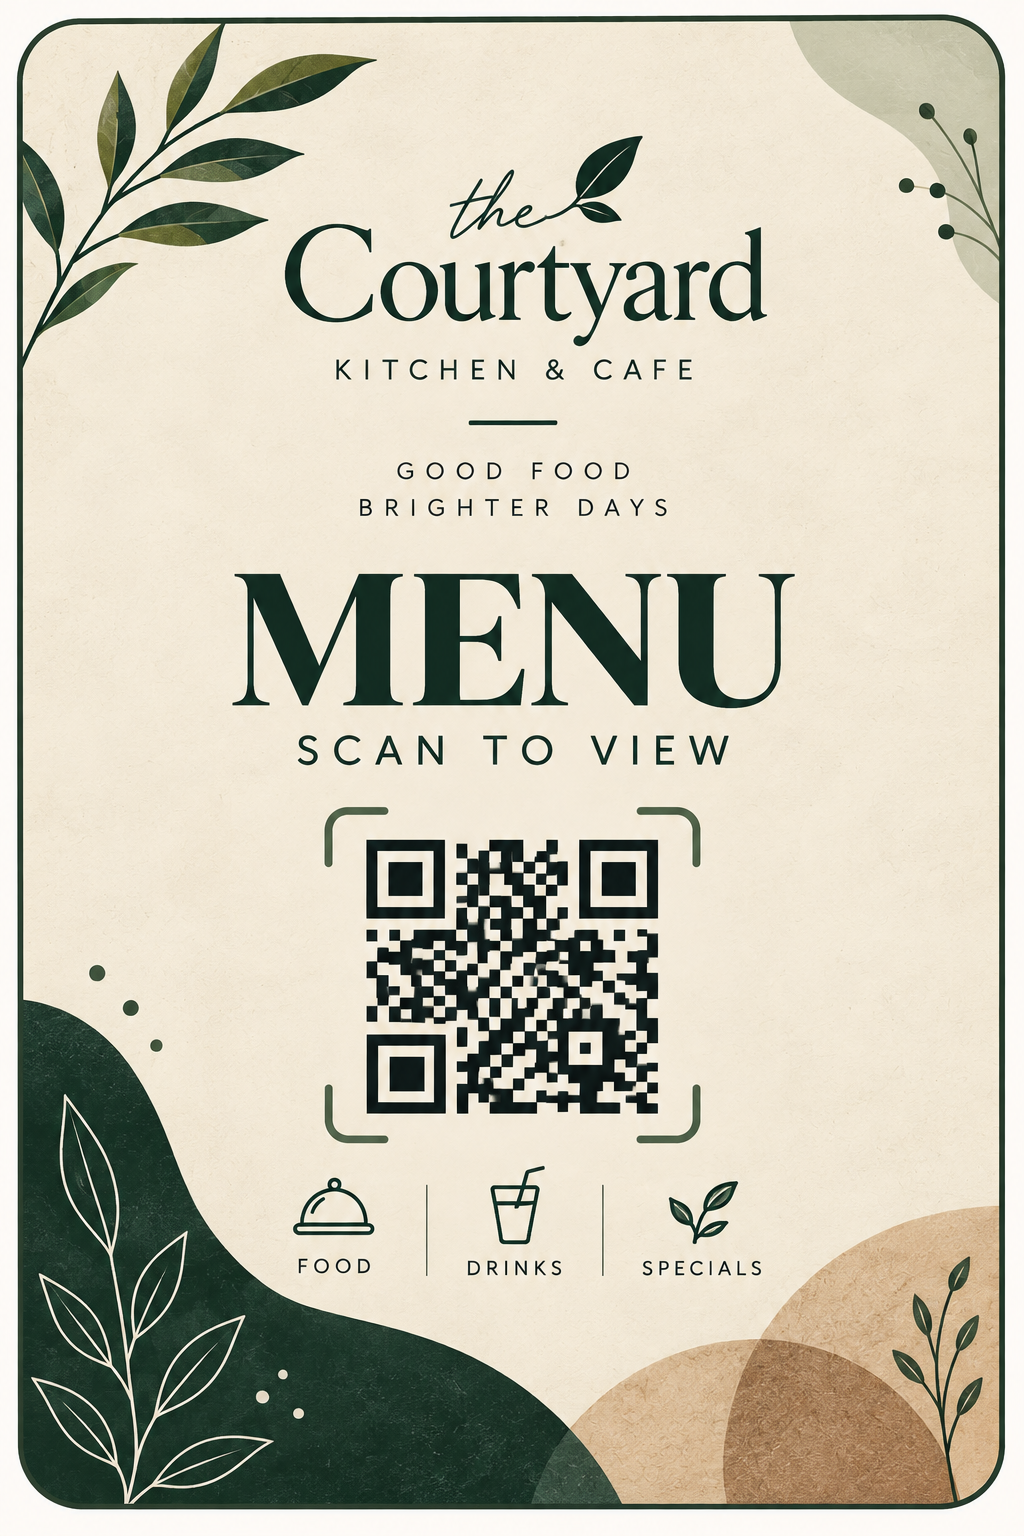 the
Courtyard
KITCHEN & CAFE
GOOD FOOD
BRIGHTER DAYS
MENU
SCAN TO VIEW
FOOD
DRINKS
SPECIALS